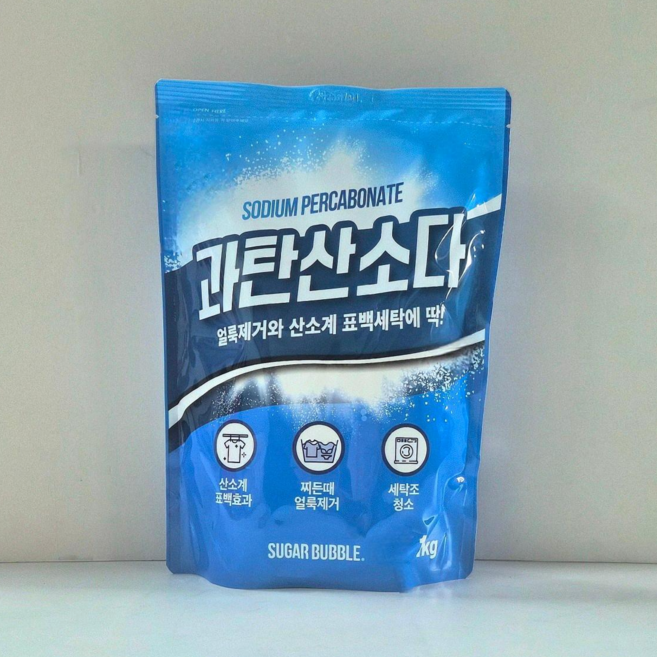 SODIUM PERCABONATE
과탄산소다
얼룩제거와 산소계 표백세탁에 딱!
산소계
표백효과
찌든때
얼룩제거
세탁조
청소
SUGAR BUBBLE.
1kg